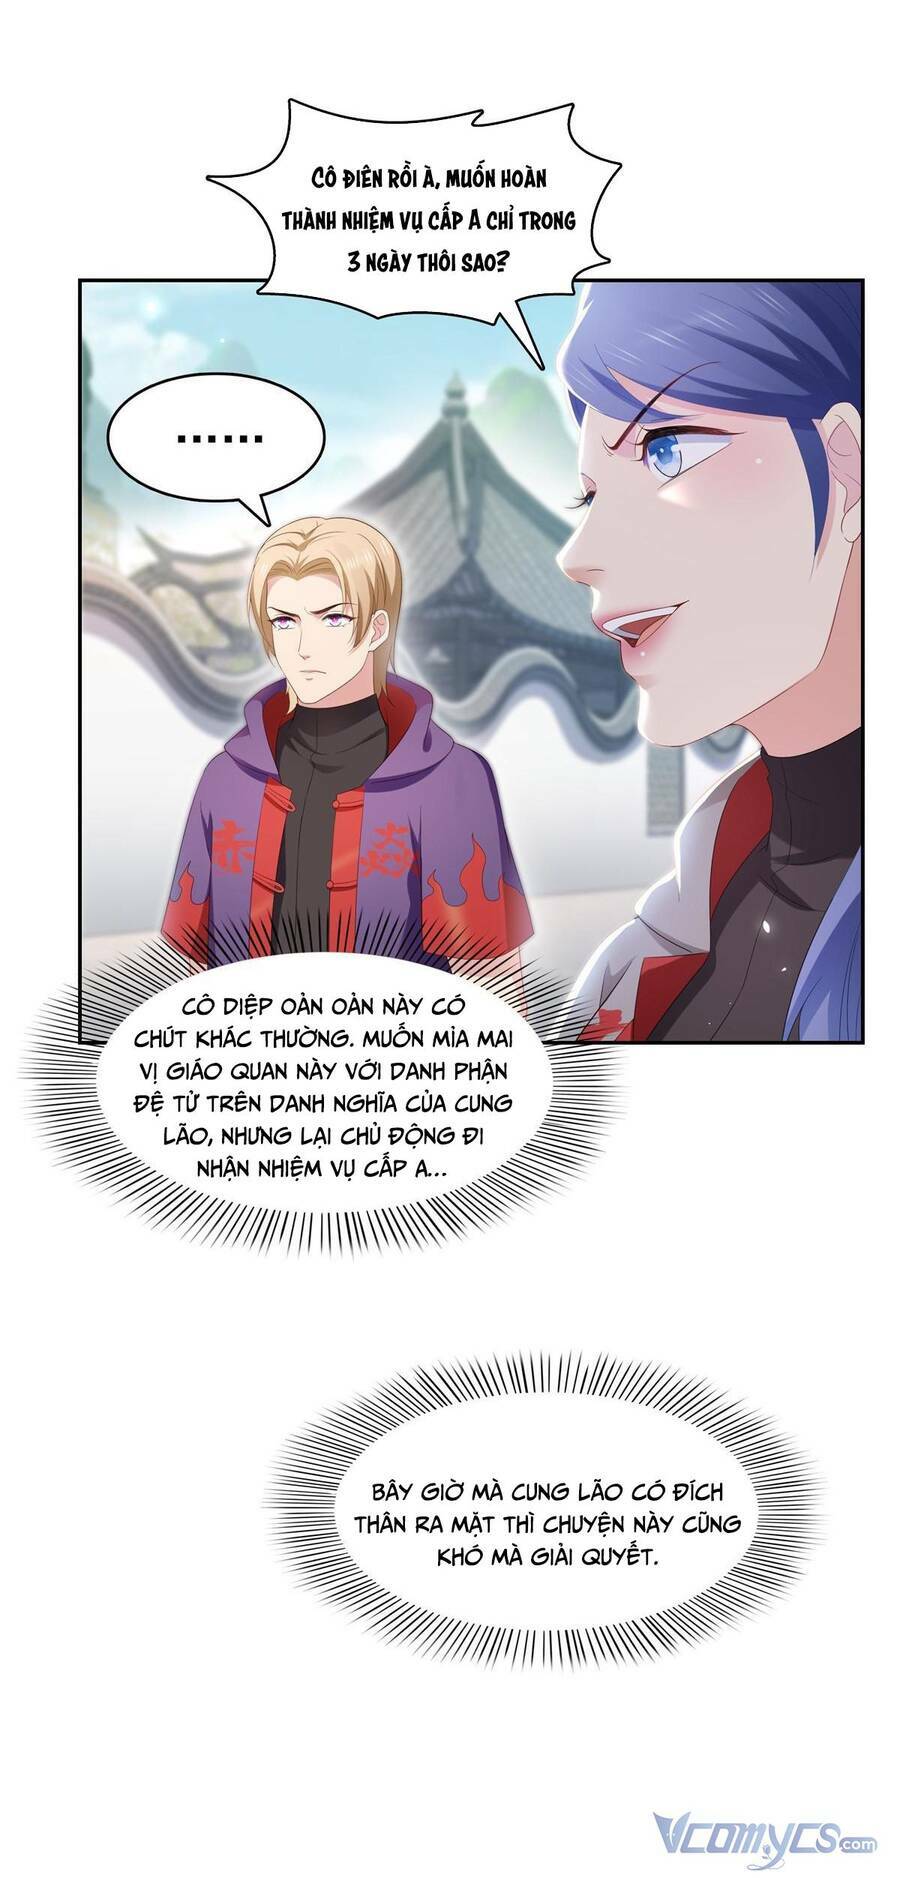 CÔ ĐIÊN RỒI À, MUỐN HOÀN
THÀNH NHIỆM VỤ CẤP A CHỈ TRONG
3 NGÀY THÔI SAO?
......
赤 焱
CÔ DIỆP OẢN OẢN NÀY CÓ
CHÚT KHÁC THƯỜNG. MUỐN MỈA MAI
VỊ GIÁO QUAN NÀY VỚI DANH PHẬN
ĐỆ TỬ TRÊN DANH NGHĨA CỦA CUNG
LÃO, NHƯNG LẠI CHỦ ĐỘNG ĐI
NHẬN NHIỆM VỤ CẤP A...
BÂY GIỜ MÀ CUNG LÃO CÓ ĐÍCH
THÂN RA MẶT THÌ CHUYỆN NÀY CŨNG
KHÓ MÀ GIẢI QUYẾT.
Vcomycs.com